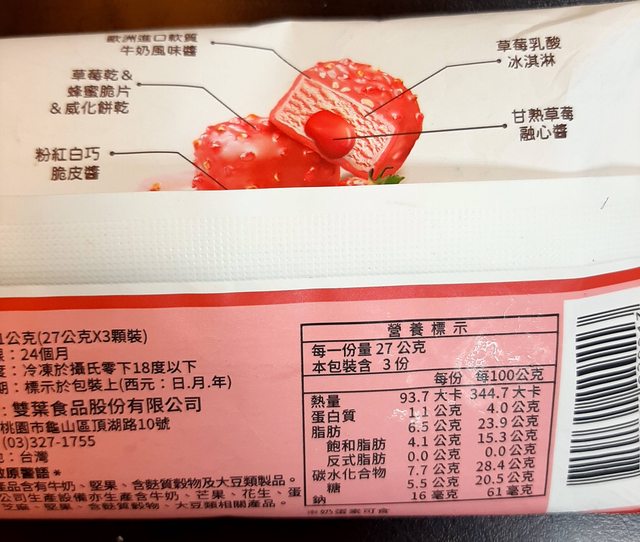 歐洲進口軟質
牛奶風味醬
草莓乾&
蜂蜜脆片
&威化餅乾
粉紅白巧
脆皮醬
草莓乳酸
冰淇淋
甘熟草莓
融心醬
1公克(27公克X3顆裝)
：24個月
：冷凍於攝氏零下18度以下
：標示於包裝上(西元：日.月.年)
：雙葉食品股份有限公司
桃園市龜山區頂湖路10號
(03)327-1755
：台灣
敏原警語*
產品含有牛奶、堅果、含麩質穀物及大豆類製品。
公司生產設備亦生產含牛奶、芒果、花生、蛋
芝麻、堅果、含麩質穀物、大豆類相關產品。
營養標示
每一份量 27 公克
本包裝含 3 份
每份 每100公克
熱量 93.7 大卡 344.7 大卡
蛋白質 1.1 公克 4.0 公克
脂肪 6.5 公克 23.9 公克
飽和脂肪 4.1 公克 15.3 公克
反式脂肪 0.0 公克 0.0 公克
碳水化合物 7.7 公克 28.4 公克
糖 5.5 公克 20.5 公克
鈉 16 毫克 61 毫克
※奶蛋素可食